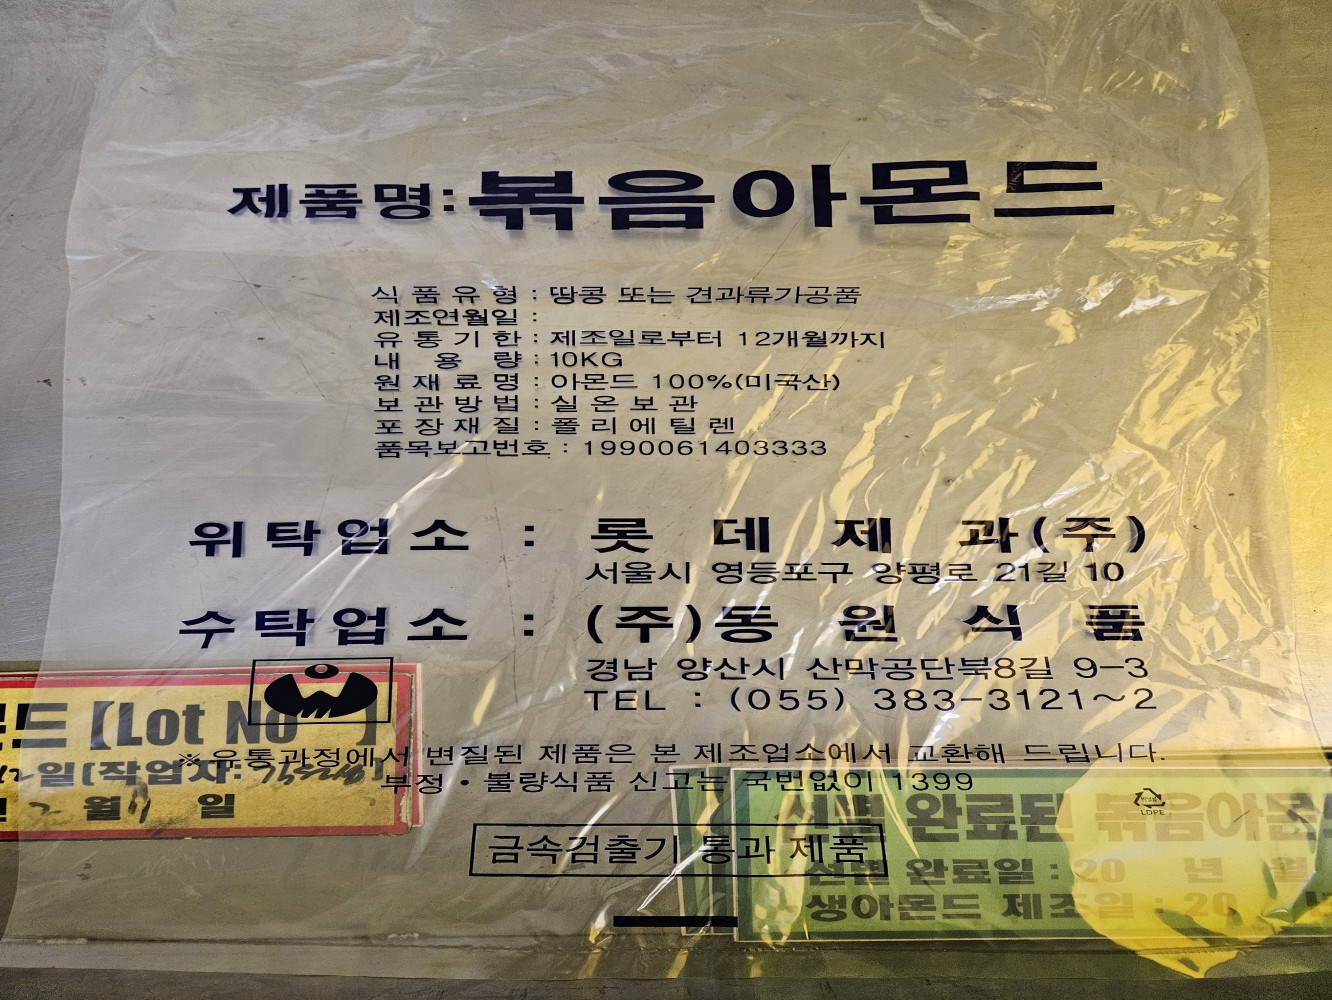 제품명:볶음아몬드
식 품 유 형 : 땅콩 또는 견과류가공품
제조연월일 :
유 통 기 한 : 제조일로부터 12개월까지
내 용 량 : 10KG
원 재 료 명 : 아몬드 100%(미국산)
보 관 방 법 : 실 온 보 관
포 장 재 질 : 폴 리 에 틸 렌
품목보고번호 : 1990061403333
위탁업소 : 롯 데 제 과(주)
서울시 영등포구 양평로 21길 10
수탁업소 : (주)동 원 식 품
경남 양산시 산막공단북8길 9-3
TEL : (055) 383-3121~2
드 [Lot No ]
일(작업자:
월 일
※ 유통과정에서 변질된 제품은 본 제조업소에서 교환해 드립니다.
부정·불량식품 신고는 국번없이 1399
LDPE
금속검출기 통과 제품
선별 완료된 볶음아몬
선별 완료일 : 20 년 월
생아몬드 제조일 : 20